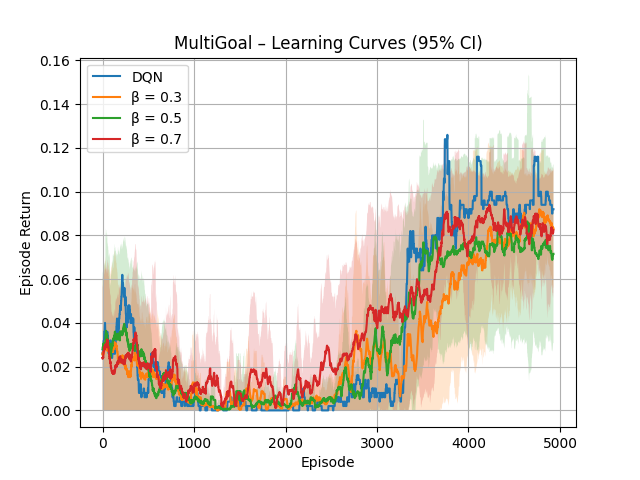 MultiGoal – Learning Curves (95% CI)
DQN
β = 0.3
β = 0.5
β = 0.7
Episode Return
0.16
0.14
0.12
0.10
0.08
0.06
0.04
0.02
0.00
0 1000 2000 3000 4000 5000
Episode